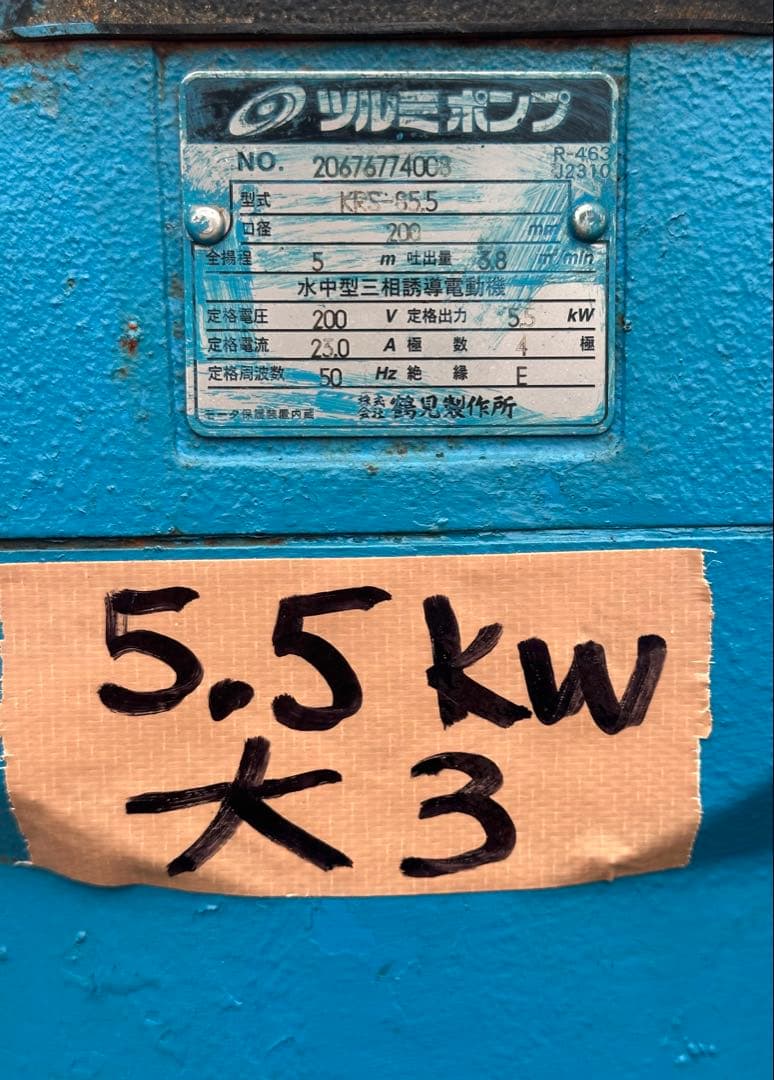 ツルミポンプ
NO. 20676774008 R-463
J2310
型式 KRS-85.5
口径 200 mm
全揚程 5 m 吐出量 3.8 m³/min
水中型三相誘導電動機
定格電圧 200 V 定格出力 5.5 kW
定格電流 23.0 A 極数 4 極
定格周波数 50 Hz 絶縁 E
モータ保護装置内蔵 株式会社 鶴見製作所
5.5kw
大3